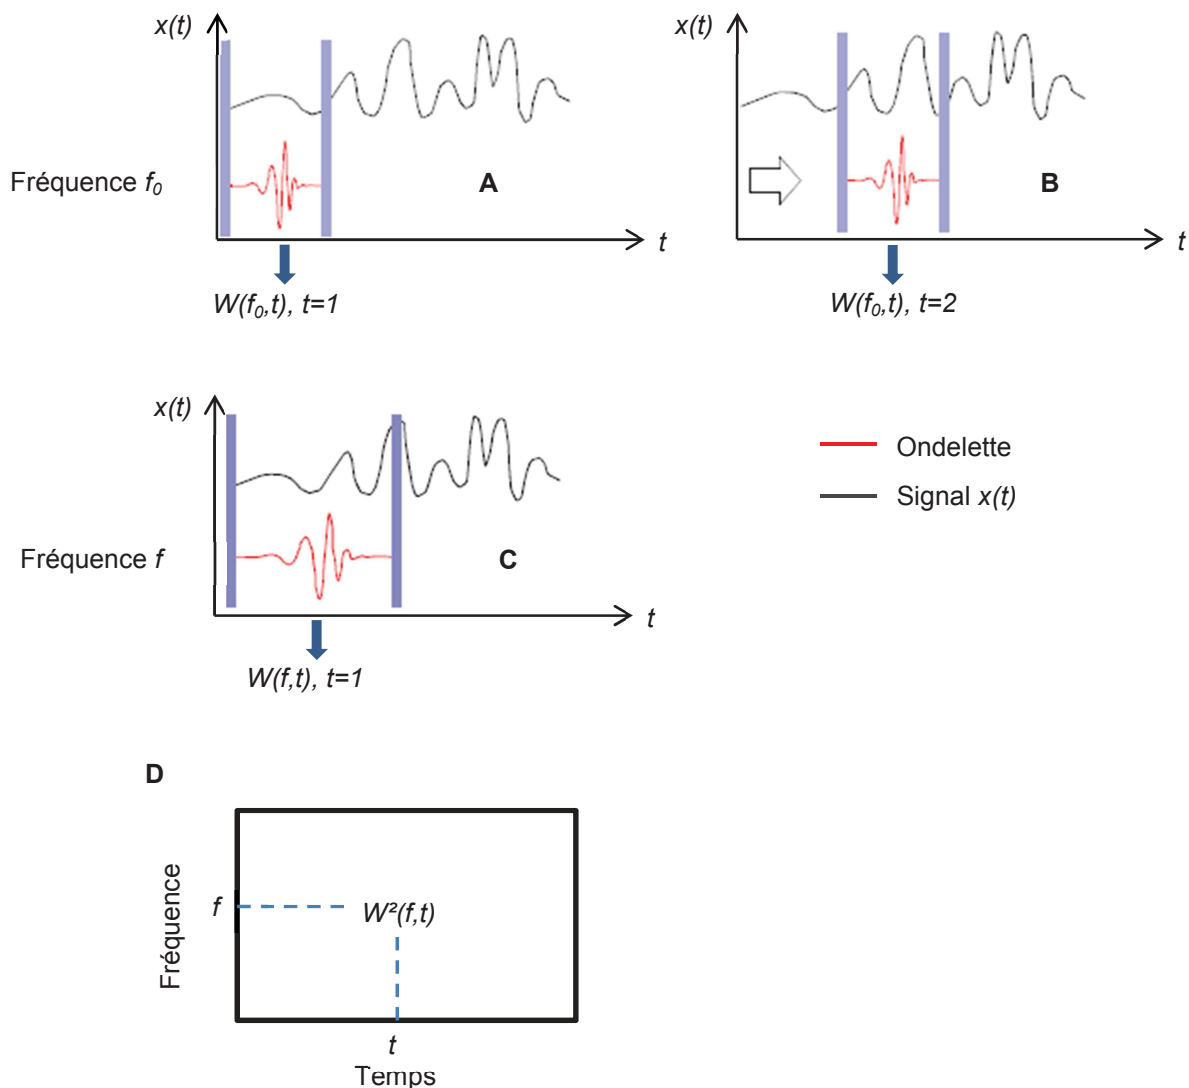 x(t)
Fréquence f₀
A
t
W(f₀,t), t=1
x(t)
B
t
W(f₀,t), t=2
x(t)
Fréquence f
C
t
W(f,t), t=1
Ondelette
Signal x(t)
D
Fréquence
f
W²(f,t)
t
Temps